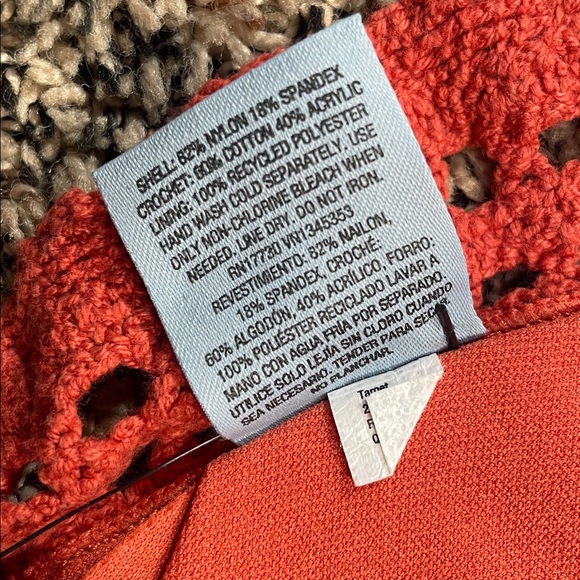 SHELL: 82% NYLON 18% SPANDEX
CROCHET: 60% COTTON 40% ACRYLIC
LINING: 100% RECYCLED POLYESTER
HAND WASH COLD SEPARATELY. USE
ONLY NON-CHLORINE BLEACH WHEN
NEEDED. LINE DRY. DO NOT IRON.
RN17730 VR1345353
REVESTIMIENTO: 82% NAILON,
18% SPANDEX, CROCHÉ:
60% ALGODÓN, 40% ACRÍLICO, FORRO:
100% POLIÉSTER RECICLADO LAVAR A
MANO CON AGUA FRÍA POR SEPARADO.
UTILICE SOLO LEJÍA SIN CLORO CUANDO
SEA NECESARIO. TENDER PARA SECAR.
NO PLANCHAR.
Target
2
F
0